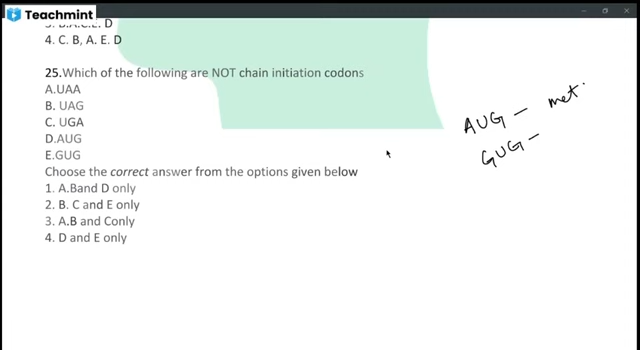 Teachmint
3. B.A.C.E. D
4. C. B, A. E. D
25.Which of the following are NOT chain initiation codons
A.UAA
B. UAG
C. UGA
D.AUG
E.GUG
Choose the correct answer from the options given below
1. A.Band D only
2. B. C and E only
3. A.B and Conly
4. D and E only
AUG - met.
GUG -